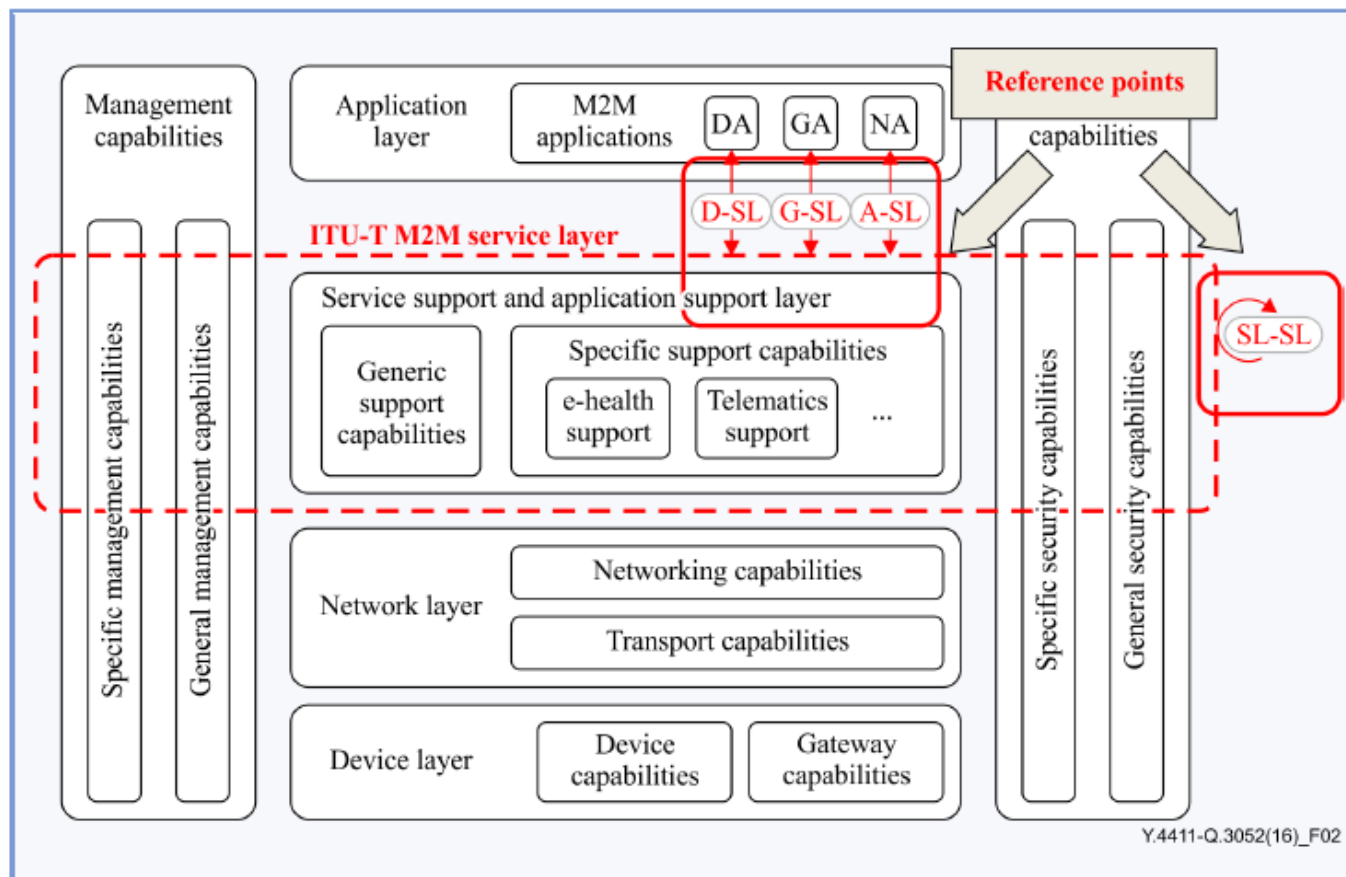 Management
capabilities
Specific management capabilities
General management capabilities
Application
layer
M2M
applications
DA
GA
NA
D-SL
G-SL
A-SL
ITU-T M2M service layer
Service support and application support layer
Generic
support
capabilities
Specific support capabilities
e-health
support
Telematics
support
...
Network layer
Networking capabilities
Transport capabilities
Device layer
Device
capabilities
Gateway
capabilities
Reference points
capabilities
Specific security capabilities
General security capabilities
SL-SL
Y.4411-Q.3052(16)_F02